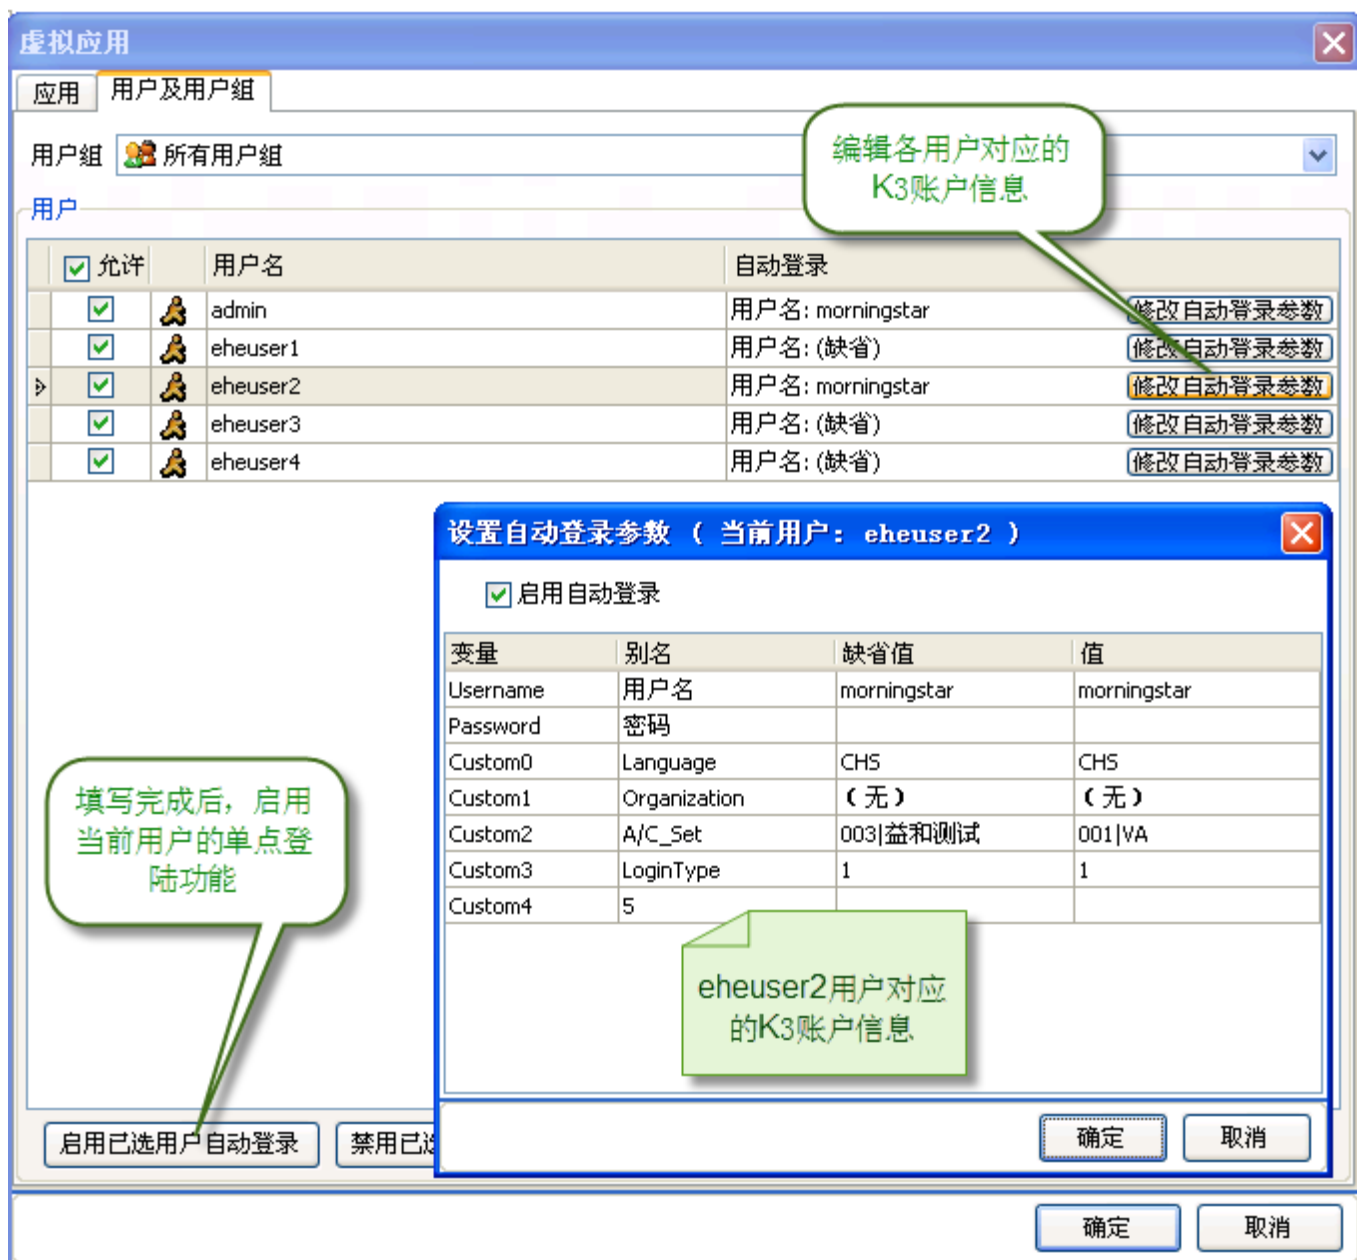 虚拟应用
应用 用户及用户组
用户组 所有用户组
编辑各用户对应的
K3账户信息
用户
允许 用户名 自动登录
admin 用户名: morningstar 修改自动登录参数
eheuser1 用户名: (缺省) 修改自动登录参数
eheuser2 用户名: morningstar 修改自动登录参数
eheuser3 用户名: (缺省) 修改自动登录参数
eheuser4 用户名: (缺省) 修改自动登录参数
设置自动登录参数 ( 当前用户: eheuser2 )
启用自动登录
变量 别名 缺省值 值
Username 用户名 morningstar morningstar
Password 密码
Custom0 Language CHS CHS
Custom1 Organization (无) (无)
Custom2 A/C_Set 003|益和测试 001|VA
Custom3 LoginType 1 1
Custom4 5
填写完成后，启用
当前用户的单点登
陆功能
eheuser2用户对应
的K3账户信息
启用已选用户自动登录 禁用已选
确定 取消
确定 取消